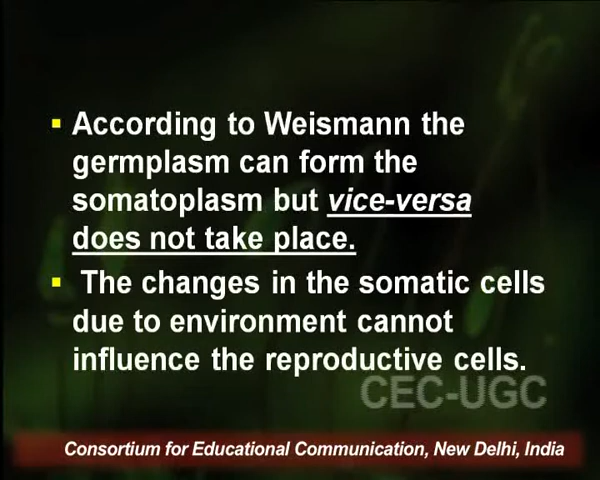 ▪ According to Weismann the
germplasm can form the
somatoplasm but vice-versa
does not take place.
▪ The changes in the somatic cells
due to environment cannot
influence the reproductive cells.
CEC-UGC
Consortium for Educational Communication, New Delhi, India